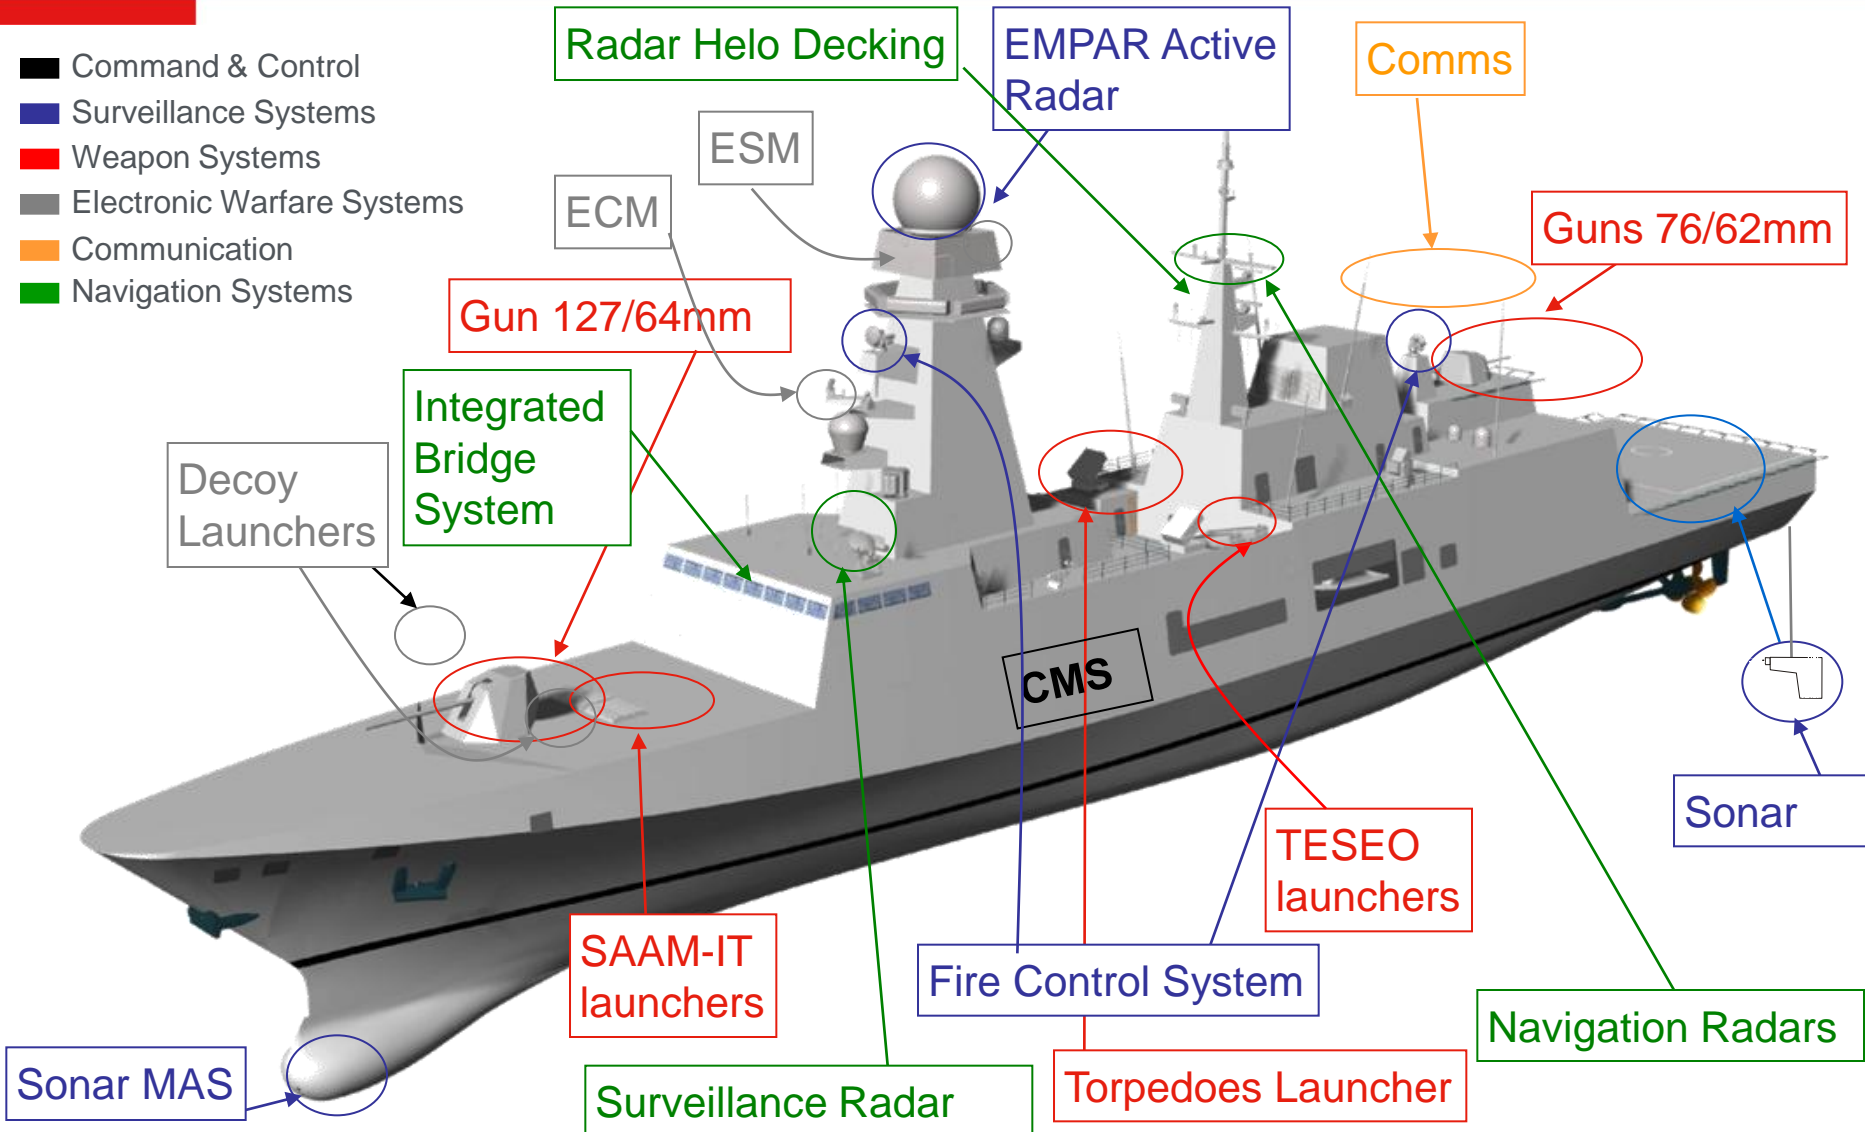 Command & Control
Surveillance Systems
Weapon Systems
Electronic Warfare Systems
Communication
Navigation Systems
Radar Helo Decking
EMPAR Active
Radar
Comms
ESM
ECM
Guns 76/62mm
Gun 127/64mm
Integrated
Bridge
System
Decoy
Launchers
CMS
Sonar
TESEO
launchers
SAAM-IT
launchers
Fire Control System
Navigation Radars
Sonar MAS
Surveillance Radar
Torpedoes Launcher